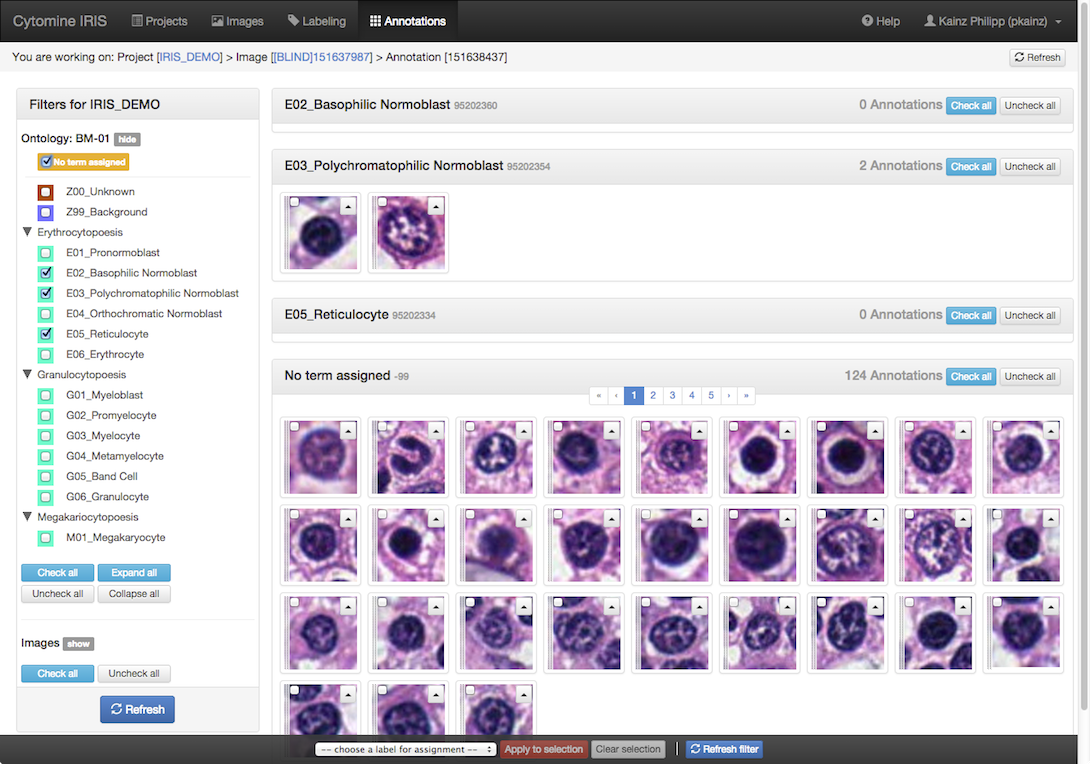 Cytomine IRIS Projects Images Labeling Annotations Help Kainz Philipp (pkainz)
You are working on: Project [IRIS_DEMO] > Image [[BLIND]151637987] > Annotation [151638437] Refresh
Filters for IRIS_DEMO
Ontology: BM-01 hide
No term assigned
Z00_Unknown
Z99_Background
Erythrocytopoesis
E01_Pronormoblast
E02_Basophilic Normoblast
E03_Polychromatophilic Normoblast
E04_Orthochromatic Normoblast
E05_Reticulocyte
E06_Erythrocyte
Granulocytopoesis
G01_Myeloblast
G02_Promyelocyte
G03_Myelocyte
G04_Metamyelocyte
G05_Band Cell
G06_Granulocyte
Megakariocytopoesis
M01_Megakaryocyte
Check all Expand all
Uncheck all Collapse all
Images show
Check all Uncheck all
Refresh
E02_Basophilic Normoblast 95202360 0 Annotations Check all Uncheck all
E03_Polychromatophilic Normoblast 95202354 2 Annotations Check all Uncheck all
E05_Reticulocyte 95202334 0 Annotations Check all Uncheck all
No term assigned -99 124 Annotations Check all Uncheck all
« ‹ 1 2 3 4 5 › »
-- choose a label for assignment -- Apply to selection Clear selection | Refresh filter